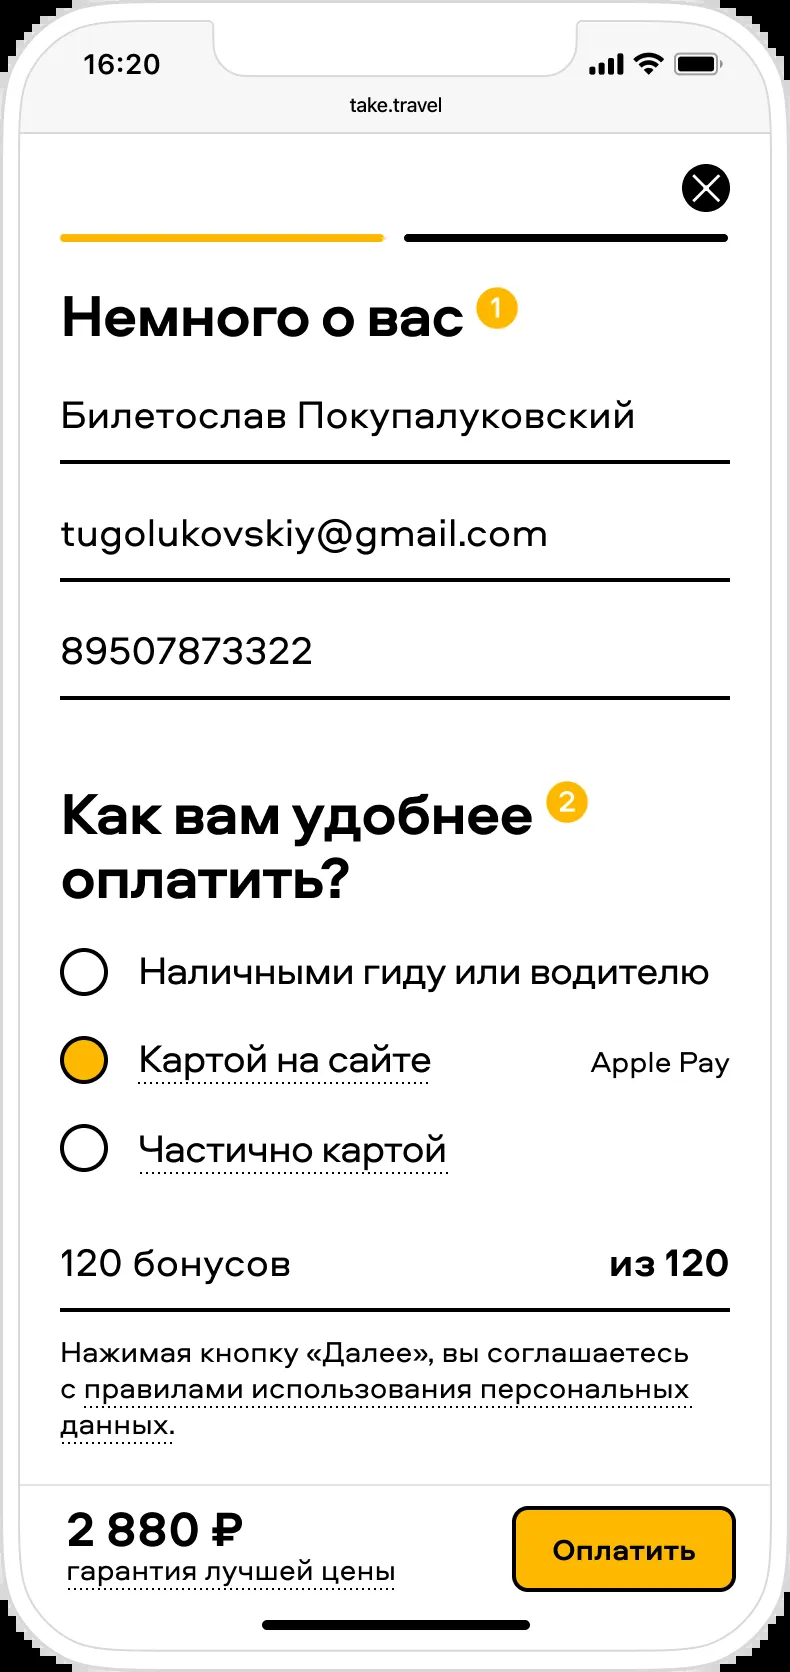 16:20
take.travel
Немного о вас 1
Билетослав Покупалуковский
tugolukovskiy@gmail.com
89507873322
Как вам удобнее 2
оплатить?
Наличными гиду или водителю
Картой на сайте Apple Pay
Частично картой
120 бонусов из 120
Нажимая кнопку «Далее», вы соглашаетесь
с правилами использования персональных
данных.
2 880 ₽
гарантия лучшей цены
Оплатить